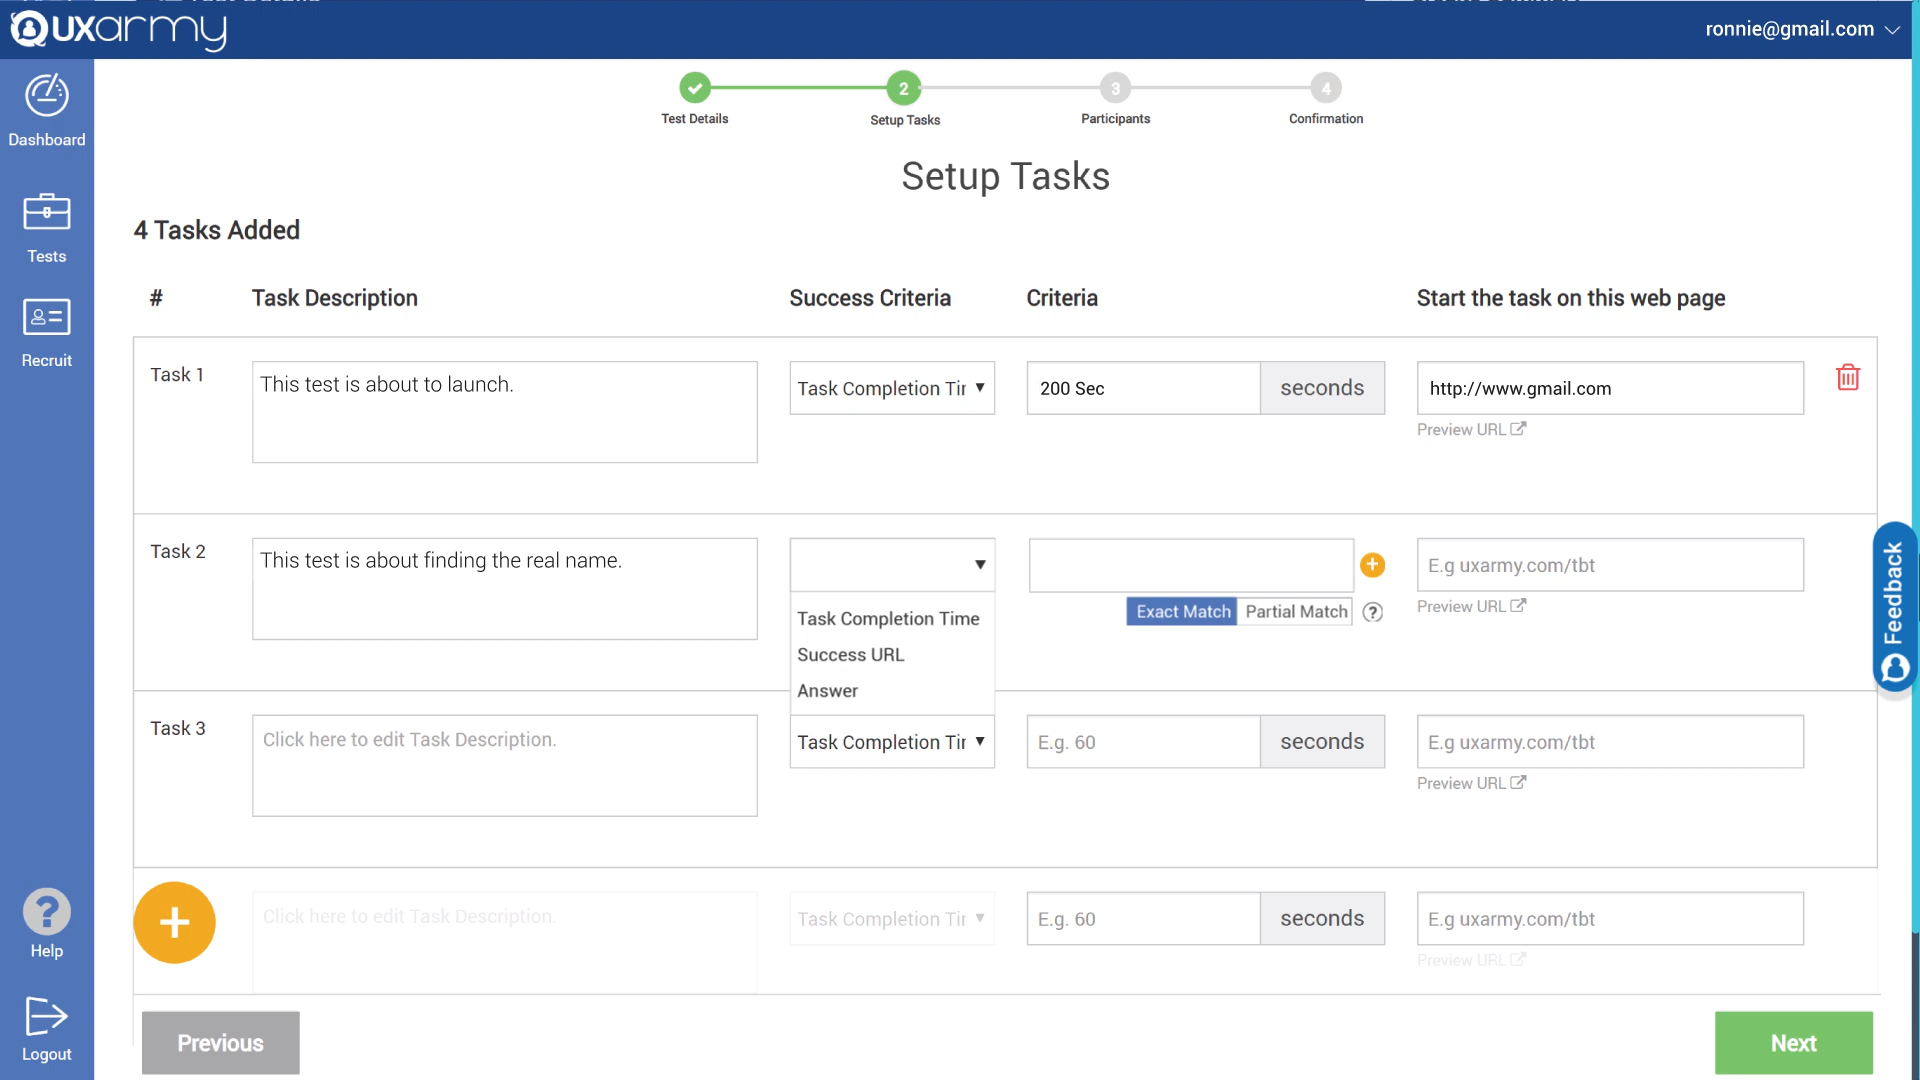 uxarmy
ronnie@gmail.com
Dashboard
Tests
Recruit
Help
Logout
2
3
4
Test Details
Setup Tasks
Participants
Confirmation
Setup Tasks
4 Tasks Added
# Task Description Success Criteria Criteria Start the task on this web page
Task 1
This test is about to launch.
Task Completion Tir
200 Sec
seconds
http://www.gmail.com
Preview URL
Task 2
This test is about finding the real name.
Task Completion Time
Success URL
Answer
Exact Match
Partial Match
?
E.g uxarmy.com/tbt
Preview URL
Task 3
Click here to edit Task Description.
Task Completion Tir
E.g. 60
seconds
E.g uxarmy.com/tbt
Preview URL
Click here to edit Task Description.
Task Completion Tir
E.g. 60
seconds
E.g uxarmy.com/tbt
Preview URL
Previous
Next
Feedback